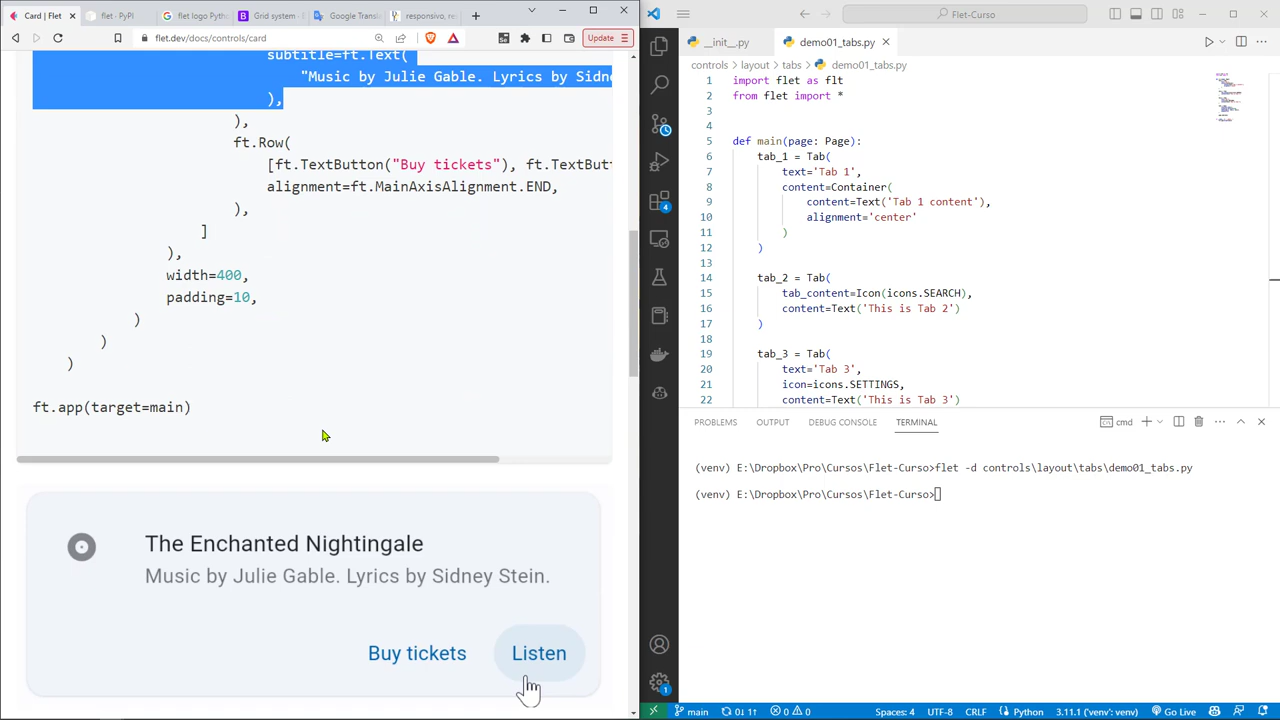 Card | Flet
flet · PyPI
flet logo Python
Grid system ·
Google Transl
responsivo, re
flet.dev/docs/controls/card
Update
subtitle=ft.Text(
"Music by Julie Gable. Lyrics by Sidn
),
),
ft.Row(
[ft.TextButton("Buy tickets"), ft.TextButt
alignment=ft.MainAxisAlignment.END,
),
]
),
width=400,
padding=10,
)
)
)
ft.app(target=main)
The Enchanted Nightingale
Music by Julie Gable. Lyrics by Sidney Stein.
Buy tickets
Listen
Flet-Curso
__init__.py
demo01_tabs.py
controls > layout > tabs > demo01_tabs.py
1 import flet as flt
2 from flet import *
3
4
5 def main(page: Page):
6 tab_1 = Tab(
7 text='Tab 1',
8 content=Container(
9 content=Text('Tab 1 content'),
10 alignment='center'
11 )
12 )
13
14 tab_2 = Tab(
15 tab_content=Icon(icons.SEARCH),
16 content=Text('This is Tab 2')
17 )
18
19 tab_3 = Tab(
20 text='Tab 3',
21 icon=icons.SETTINGS,
22 content=Text('This is Tab 3')
PROBLEMS OUTPUT DEBUG CONSOLE TERMINAL
cmd
(venv) E:\Dropbox\Pro\Cursos\Flet-Curso>flet -d controls\layout\tabs\demo01_tabs.py
(venv) E:\Dropbox\Pro\Cursos\Flet-Curso>
4
1
main 0↓ 1↑ 0 0 Spaces: 4 UTF-8 CRLF Python 3.11.1 ('venv': venv) Go Live